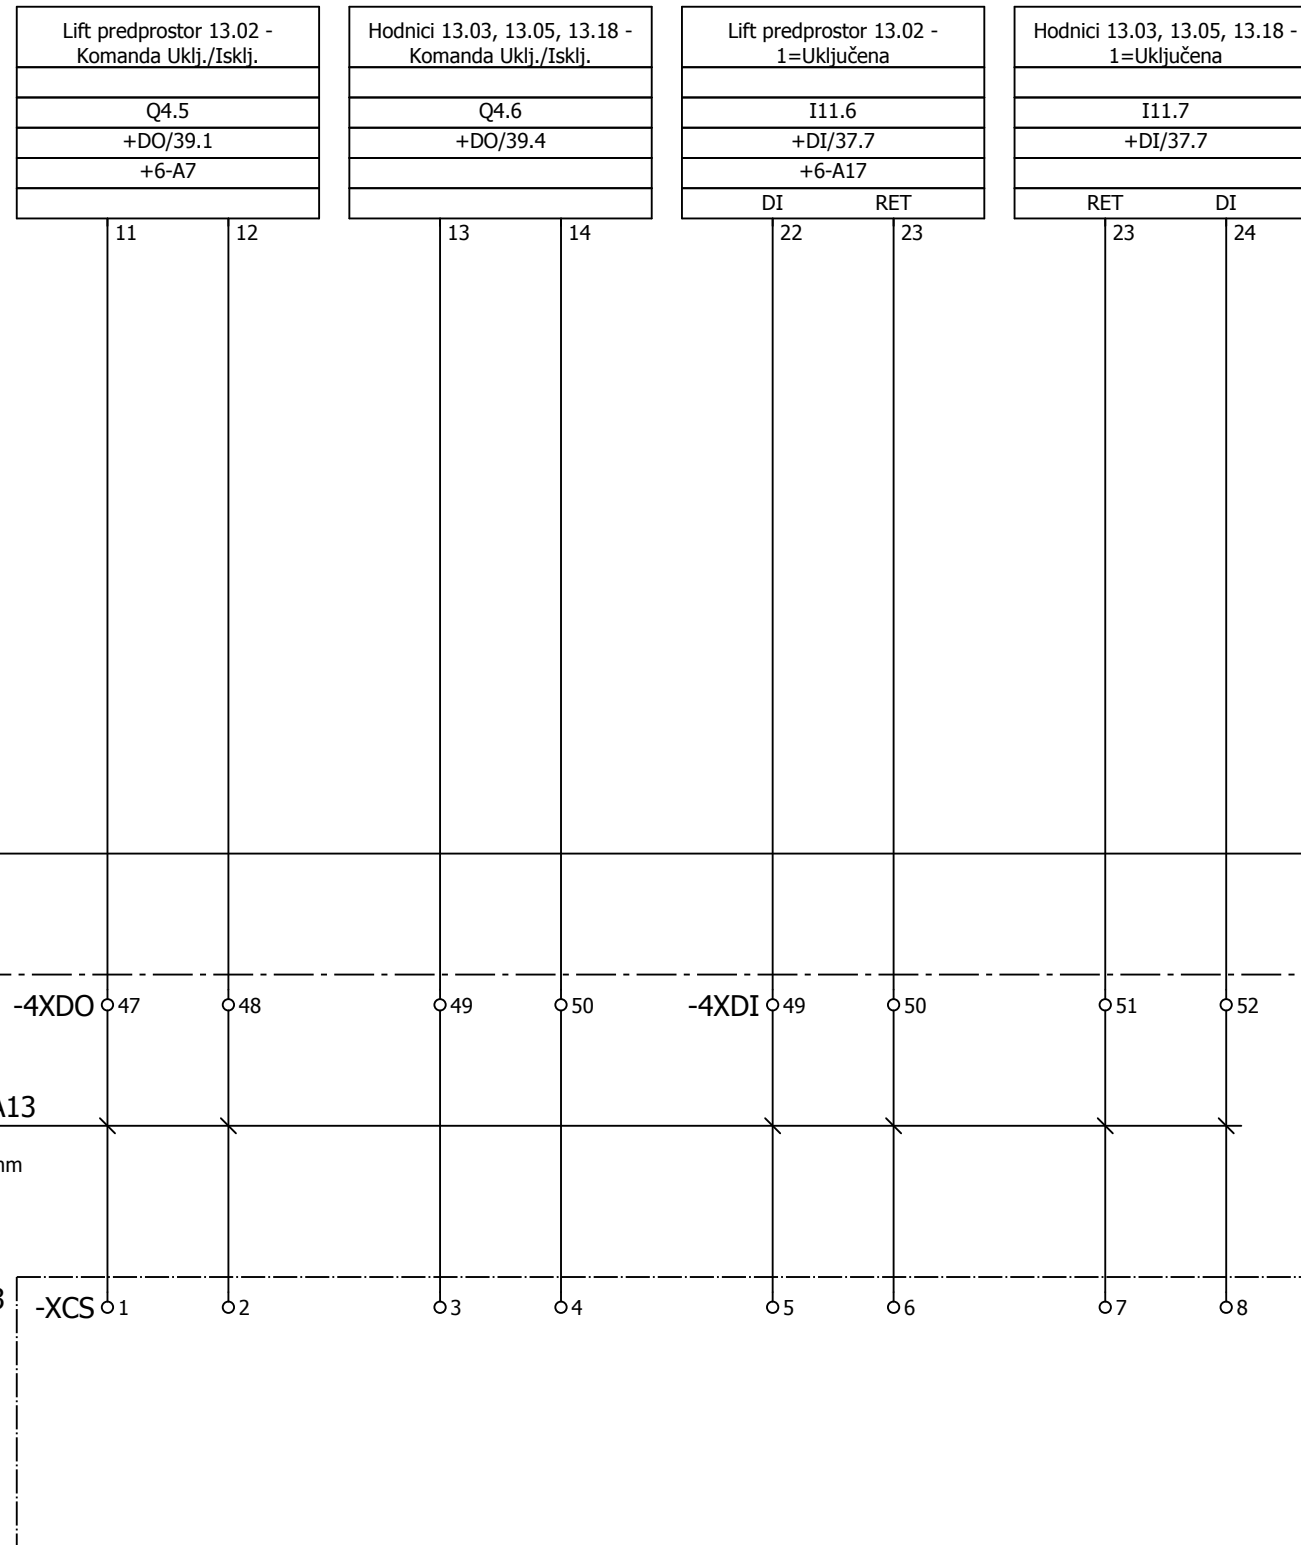 Lift predprostor 13.02 -
Komanda Uklj./Isklj.
Q4.5
+DO/39.1
+6-A7
11 12
Hodnici 13.03, 13.05, 13.18 -
Komanda Uklj./Isklj.
Q4.6
+DO/39.4
13 14
Lift predprostor 13.02 -
1=Uključena
I11.6
+DI/37.7
+6-A17
DI RET
22 23
Hodnici 13.03, 13.05, 13.18 -
1=Uključena
I11.7
+DI/37.7
RET DI
23 24
-4XDO 47 48 49 50 -4XDI 49 50 51 52
A13
mm
-XCS 1 2 3 4 5 6 7 8